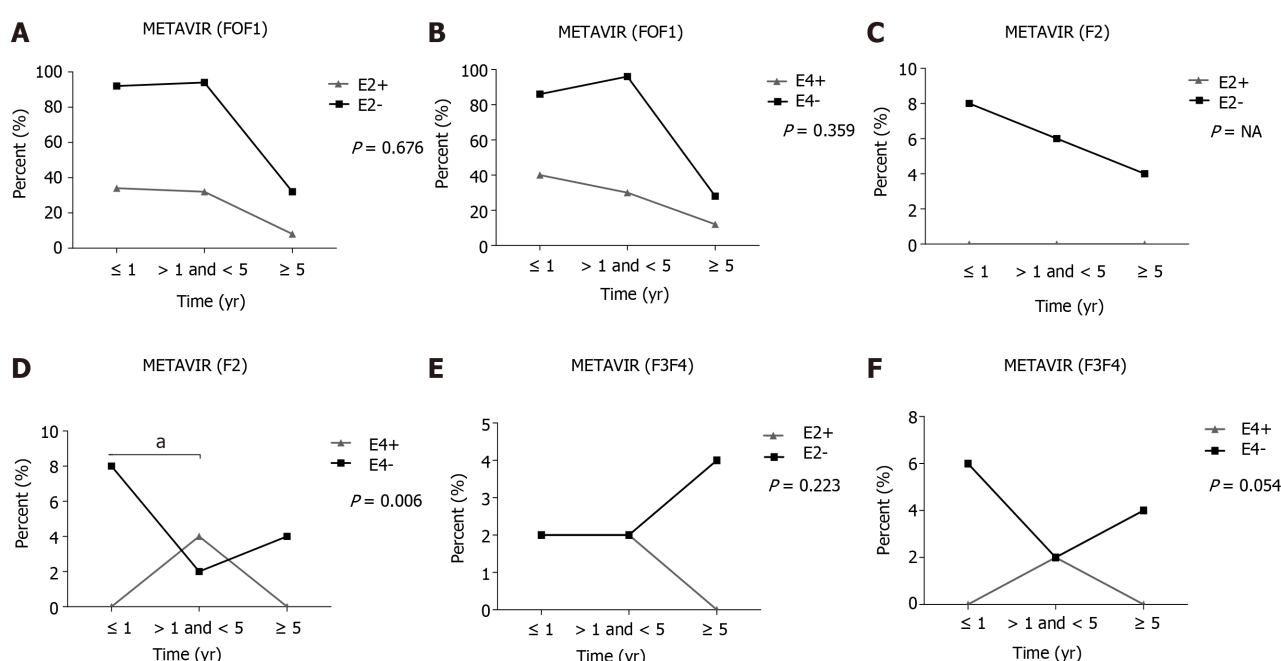 A
METAVIR (FOF1)
Percent (%)
100
80
60
40
20
0
≤ 1
> 1 and < 5
≥ 5
Time (yr)
E2+
E2-
P = 0.676
B
METAVIR (FOF1)
Percent (%)
100
80
60
40
20
0
≤ 1
> 1 and < 5
≥ 5
Time (yr)
E4+
E4-
P = 0.359
C
METAVIR (F2)
Percent (%)
10
8
6
4
2
0
≤ 1
> 1 and < 5
≥ 5
Time (yr)
E2+
E2-
P = NA
D
METAVIR (F2)
Percent (%)
10
8
6
4
2
0
a
≤ 1
> 1 and < 5
≥ 5
Time (yr)
E4+
E4-
P = 0.006
E
METAVIR (F3F4)
Percent (%)
5
4
3
2
1
0
≤ 1
> 1 and < 5
≥ 5
Time (yr)
E2+
E2-
P = 0.223
F
METAVIR (F3F4)
Percent (%)
8
6
4
2
0
≤ 1
> 1 and < 5
≥ 5
Time (yr)
E4+
E4-
P = 0.054